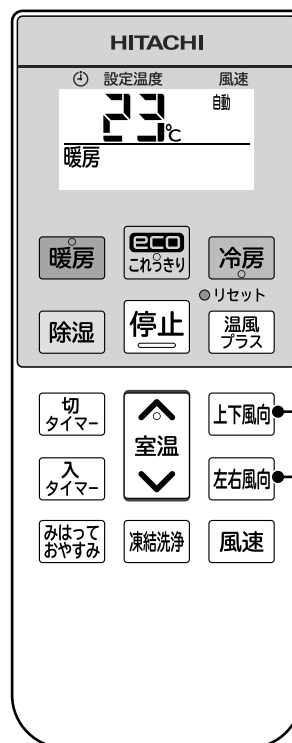 HITACHI
設定温度 風速
23℃ 自動
暖房
暖房 eco これっきり 冷房
リセット
除湿 停止 温風プラス
切タイマー 室温 上下風向
入タイマー 左右風向
みはっておやすみ 凍結洗浄 風速